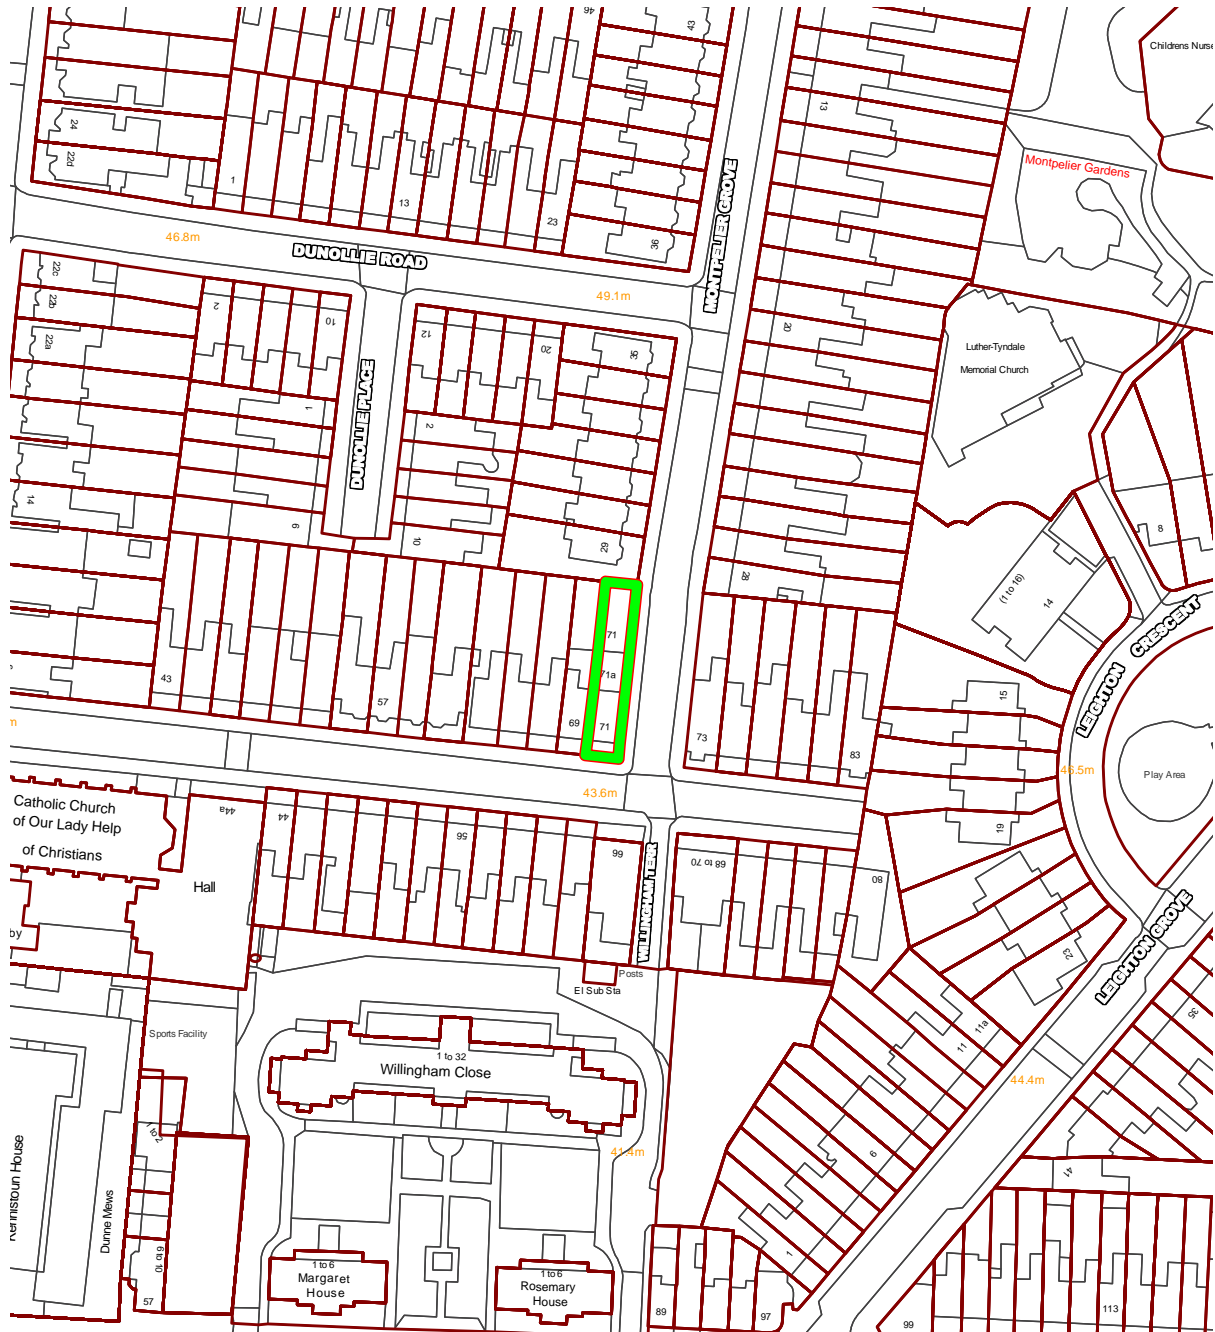 46
43
Childrens Nurse
24
22d
13
Montpelier Gardens
1
13
23
36
MONTPELIER GROVE
46.8m
DUNOLLIE ROAD
49.1m
22c
22b
22a
2
10
12
20
36
20
Luther-Tyndale
Memorial Church
DUNOLLIE PLACE
1
2
14
6
10
29
28
8
(1 to 16)
14
LEIGHTON CRESCENT
71
71a
71
69
43
57
73
83
15
46.5m
Play Area
19
43.6m
Catholic Church
of Our Lady Help
of Christians
44a
44
56
66
68 to 70
80
Hall
WILLINGHAM TERR
23
LEIGHTON GROVE
by
Posts
El Sub Sta
Sports Facility
1 to 32
Willingham Close
11a
11
35
44.4m
41.4m
1 to 2
Kennistoun House
Dunne Mews
6 to 10
57
1 to 6
Margaret
House
1 to 6
Rosemary
House
9
1
41
89
97
99
113